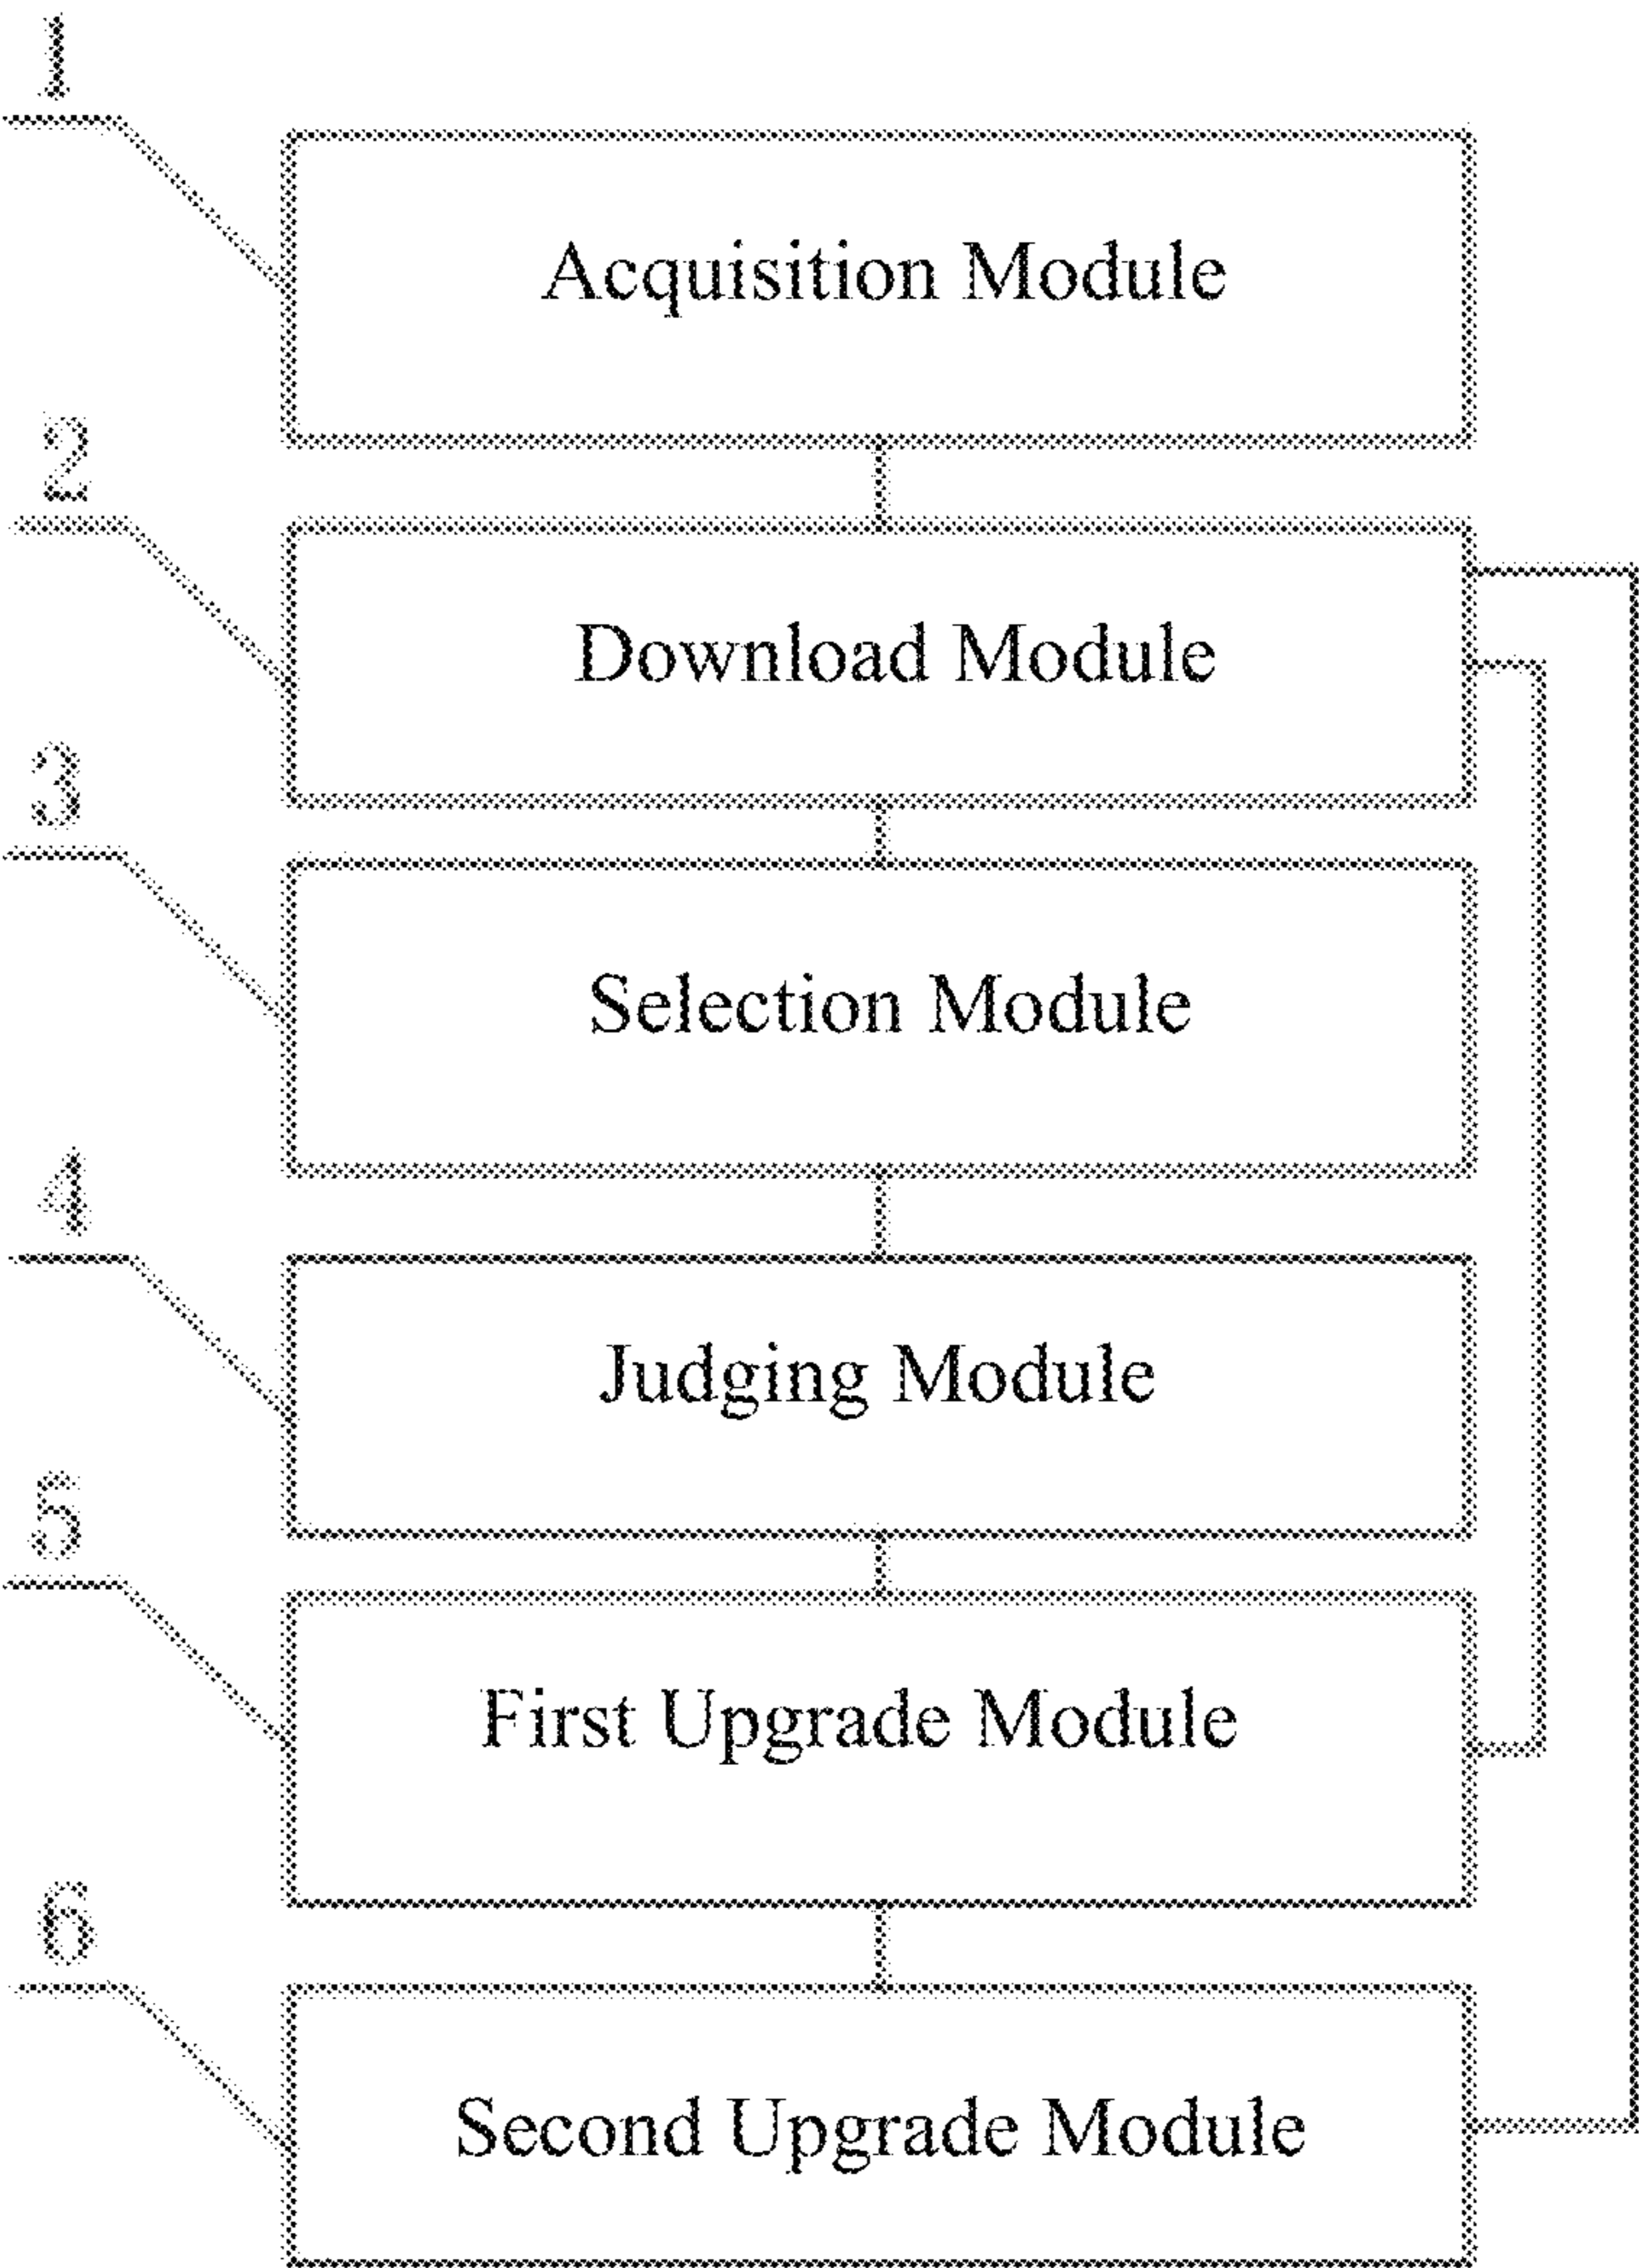 1
Acquisition Module
2
Download Module
3
Selection Module
4
Judging Module
5
First Upgrade Module
6
Second Upgrade Module